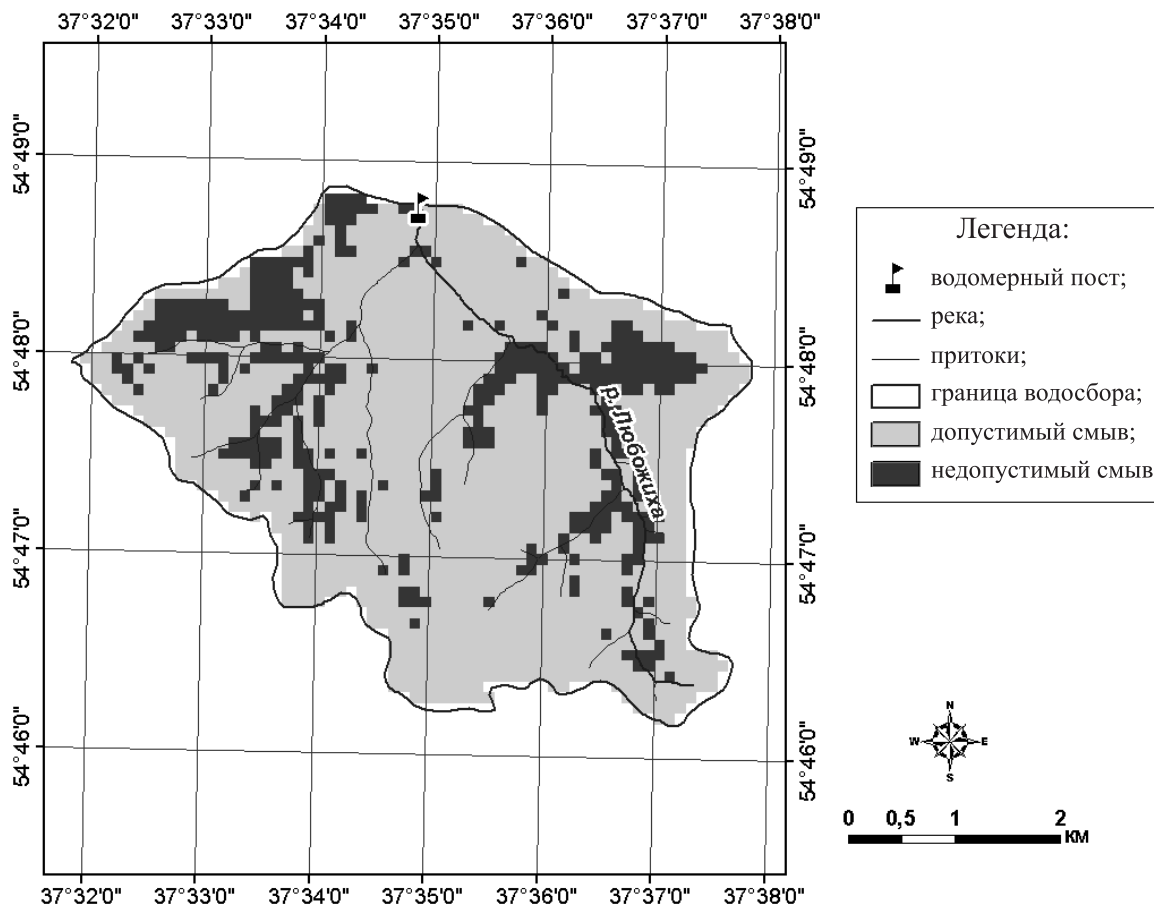 37°32'0" 37°33'0" 37°34'0" 37°35'0" 37°36'0" 37°37'0" 37°38'0"
54°49'0"
54°49'0"
54°48'0"
54°48'0"
54°47'0"
54°47'0"
54°46'0"
54°46'0"
р. Любожиха
37°32'0" 37°33'0" 37°34'0" 37°35'0" 37°36'0" 37°37'0" 37°38'0"
Легенда:
водомерный пост;
река;
притоки;
граница водосбора;
допустимый смыв;
недопустимый смыв
N
W E
S
0 0,5 1 2
КМ